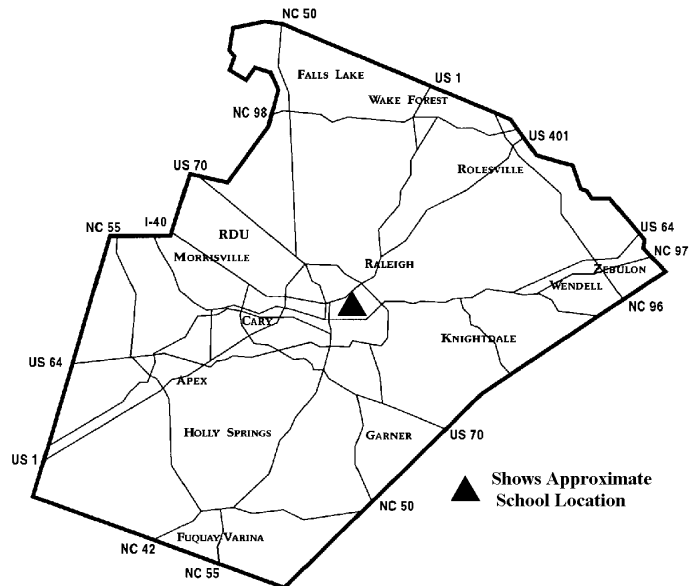 NC 50
FALLS LAKE
US 1
WAKE FOREST
NC 98
US 401
US 70
ROLESVILLE
NC 55
I-40
RDU
US 64
MORRISVILLE
RALEIGH
NC 97
ZEBULON
WENDELL
NC 96
CARY
KNIGHTDALE
US 64
APEX
HOLLY SPRINGS
GARNER
US 70
US 1
Shows Approximate
School Location
NC 50
FUQUAY VARINA
NC 42
NC 55